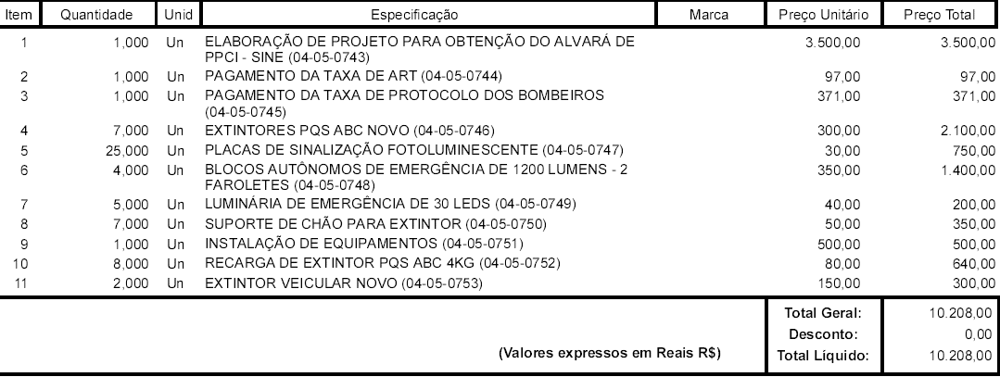 Item Quantidade Unid Especificação Marca Preço Unitário Preço Total
1 1,000 Un ELABORAÇÃO DE PROJETO PARA OBTENÇÃO DO ALVARÁ DE 3.500,00 3.500,00
PPCI - SINE (04-05-0743)
2 1,000 Un PAGAMENTO DA TAXA DE ART (04-05-0744) 97,00 97,00
3 1,000 Un PAGAMENTO DA TAXA DE PROTOCOLO DOS BOMBEIROS 371,00 371,00
(04-05-0745)
4 7,000 Un EXTINTORES PQS ABC NOVO (04-05-0746) 300,00 2.100,00
5 25,000 Un PLACAS DE SINALIZAÇÃO FOTOLUMINESCENTE (04-05-0747) 30,00 750,00
6 4,000 Un BLOCOS AUTÔNOMOS DE EMERGÊNCIA DE 1200 LUMENS - 2 350,00 1.400,00
FAROLETES (04-05-0748)
7 5,000 Un LUMINÁRIA DE EMERGÊNCIA DE 30 LEDS (04-05-0749) 40,00 200,00
8 7,000 Un SUPORTE DE CHÃO PARA EXTINTOR (04-05-0750) 50,00 350,00
9 1,000 Un INSTALAÇÃO DE EQUIPAMENTOS (04-05-0751) 500,00 500,00
10 8,000 Un RECARGA DE EXTINTOR PQS ABC 4KG (04-05-0752) 80,00 640,00
11 2,000 Un EXTINTOR VEICULAR NOVO (04-05-0753) 150,00 300,00
Total Geral: 10.208,00
Desconto: 0,00
(Valores expressos em Reais R$) Total Líquido: 10.208,00